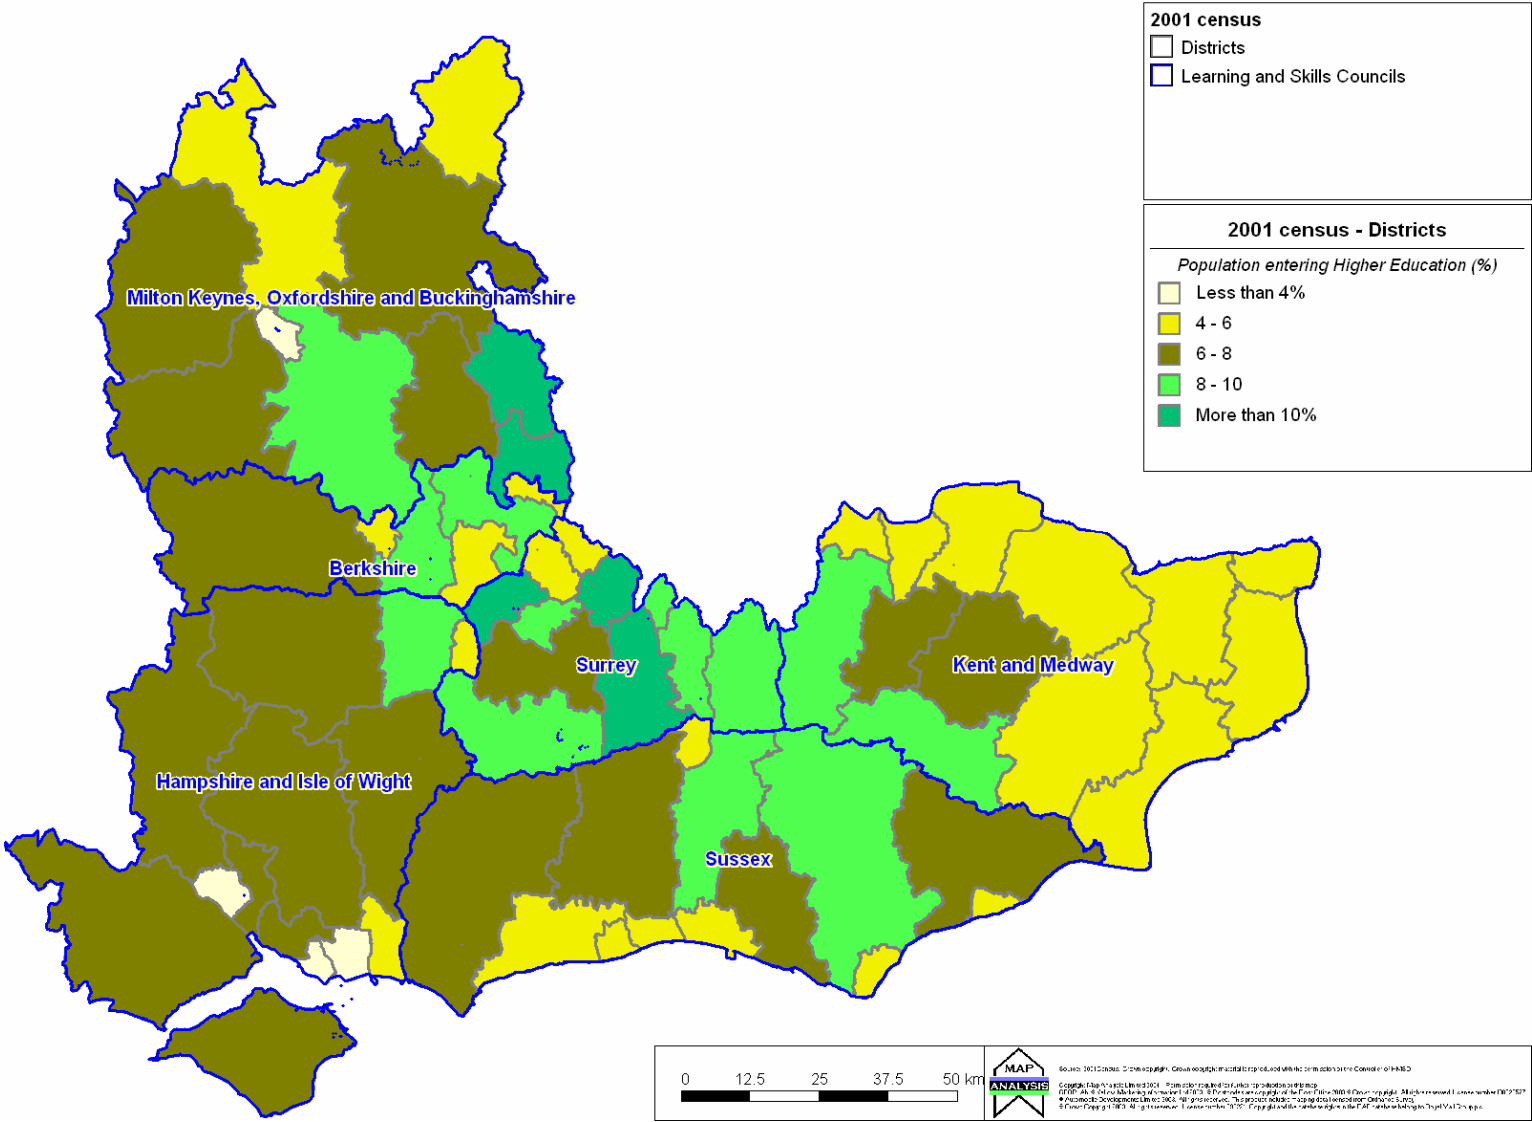 2001 census
Districts
Learning and Skills Councils
2001 census - Districts
Population entering Higher Education (%)
Less than 4%
4 - 6
6 - 8
8 - 10
More than 10%
Milton Keynes, Oxfordshire and Buckinghamshire
Berkshire
Surrey
Kent and Medway
Hampshire and Isle of Wight
Sussex
0 12.5 25 37.5 50 km
MAP
ANALYSIS